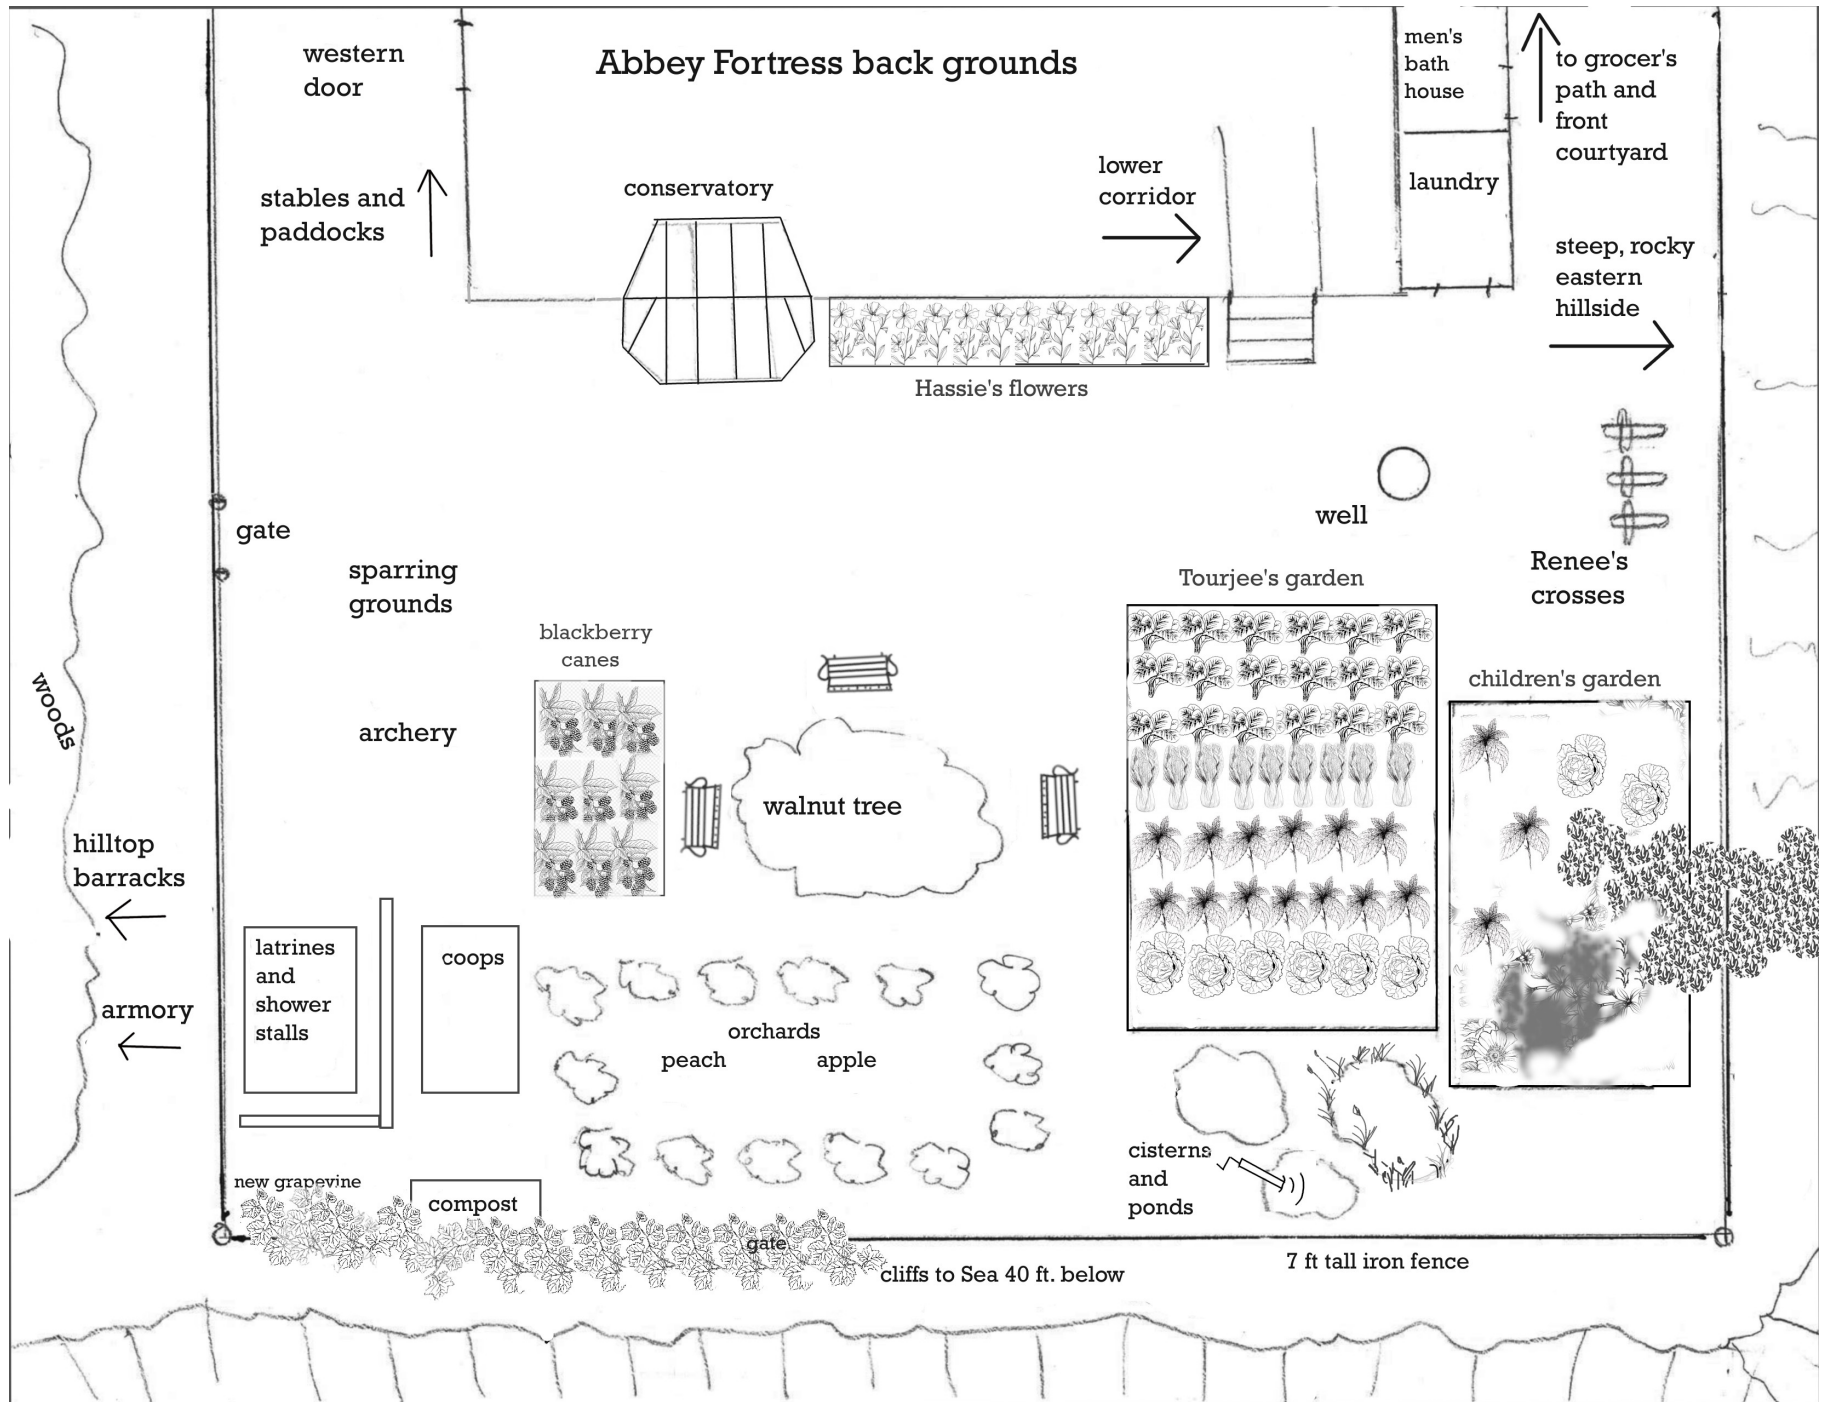 Abbey Fortress back grounds
western
door
men's
bath
house
to grocer's
path and
front
courtyard
stables and
paddocks
conservatory
lower
corridor
laundry
steep, rocky
eastern
hillside
Hassie's flowers
gate
well
sparring
grounds
Renee's
crosses
Tourjee's garden
blackberry
canes
children's garden
woods
archery
walnut tree
hilltop
barracks
latrines
and
shower
stalls
coops
armory
orchards
peach
apple
cisterns
and
ponds
new grapevine
compost
gate
cliffs to Sea 40 ft. below
7 ft tall iron fence